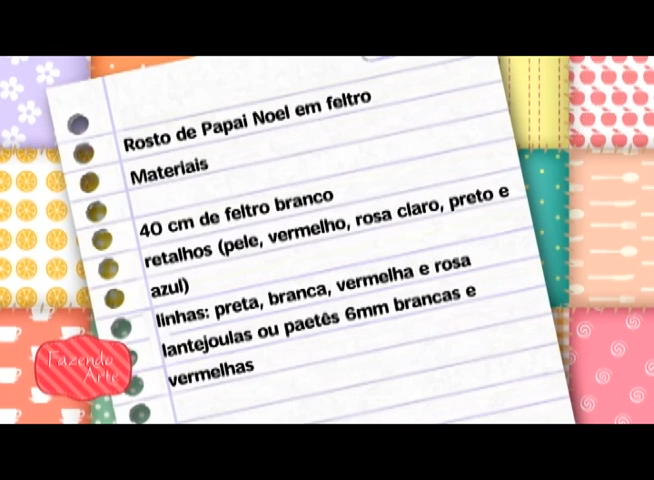 Rosto de Papai Noel em feltro
Materiais
40 cm de feltro branco
retalhos (pele, vermelho, rosa claro, preto e
azul)
linhas: preta, branca, vermelha e rosa
lantejoulas ou paetês 6mm brancas e
vermelhas
Fazendo
Arte